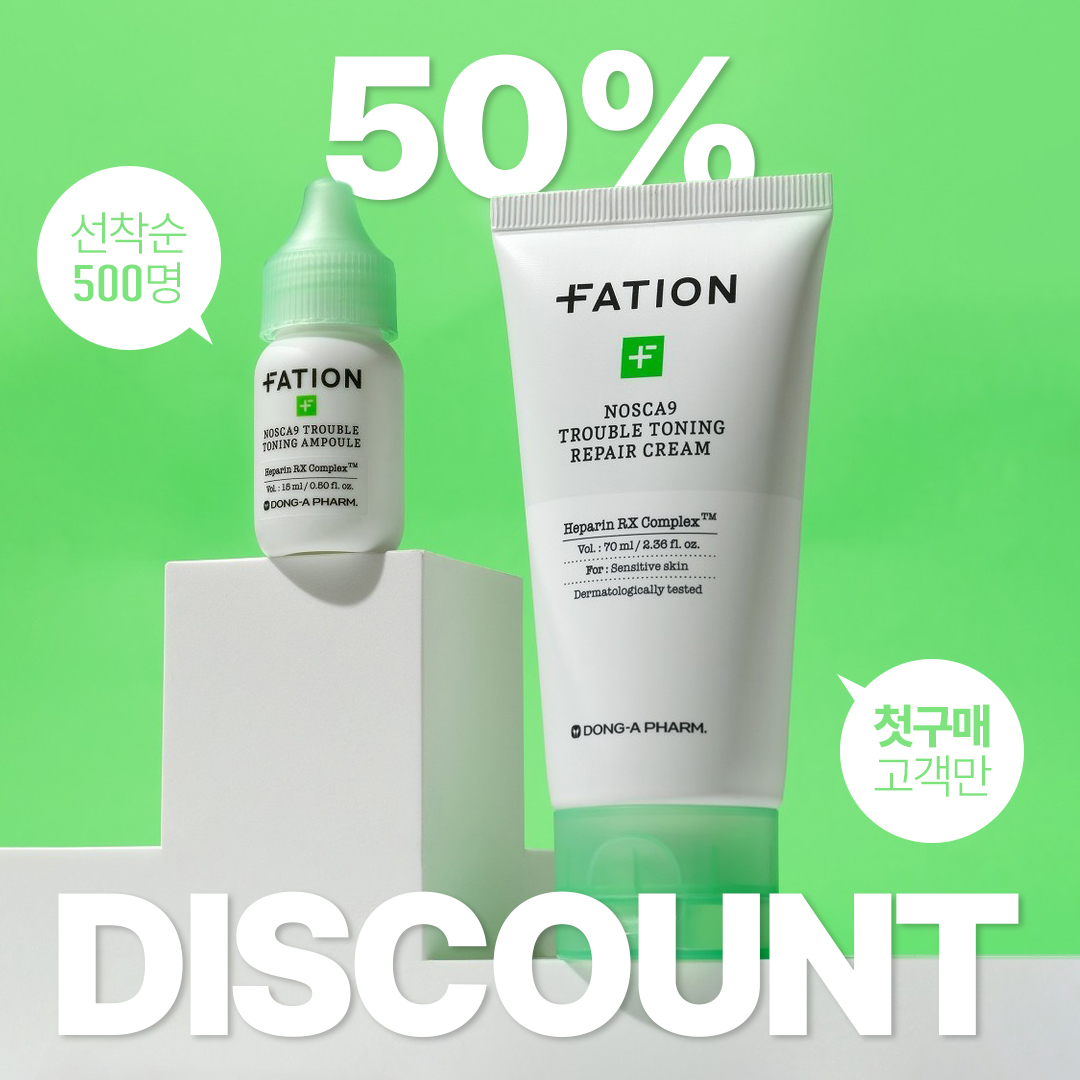 50%
선착순
500명
FATION
NOSCA9 TROUBLE
TONING AMPOULE
Heparin RX Complex™
Vol. : 15 ml / 0.50 fl. oz.
DONG-A PHARM.
FATION
NOSCA9
TROUBLE TONING
REPAIR CREAM
Heparin RX Complex™
Vol. : 70 ml / 2.36 fl. oz.
For : Sensitive skin
Dermatologically tested
DONG-A PHARM.
첫구매
고객만
DISCOUNT